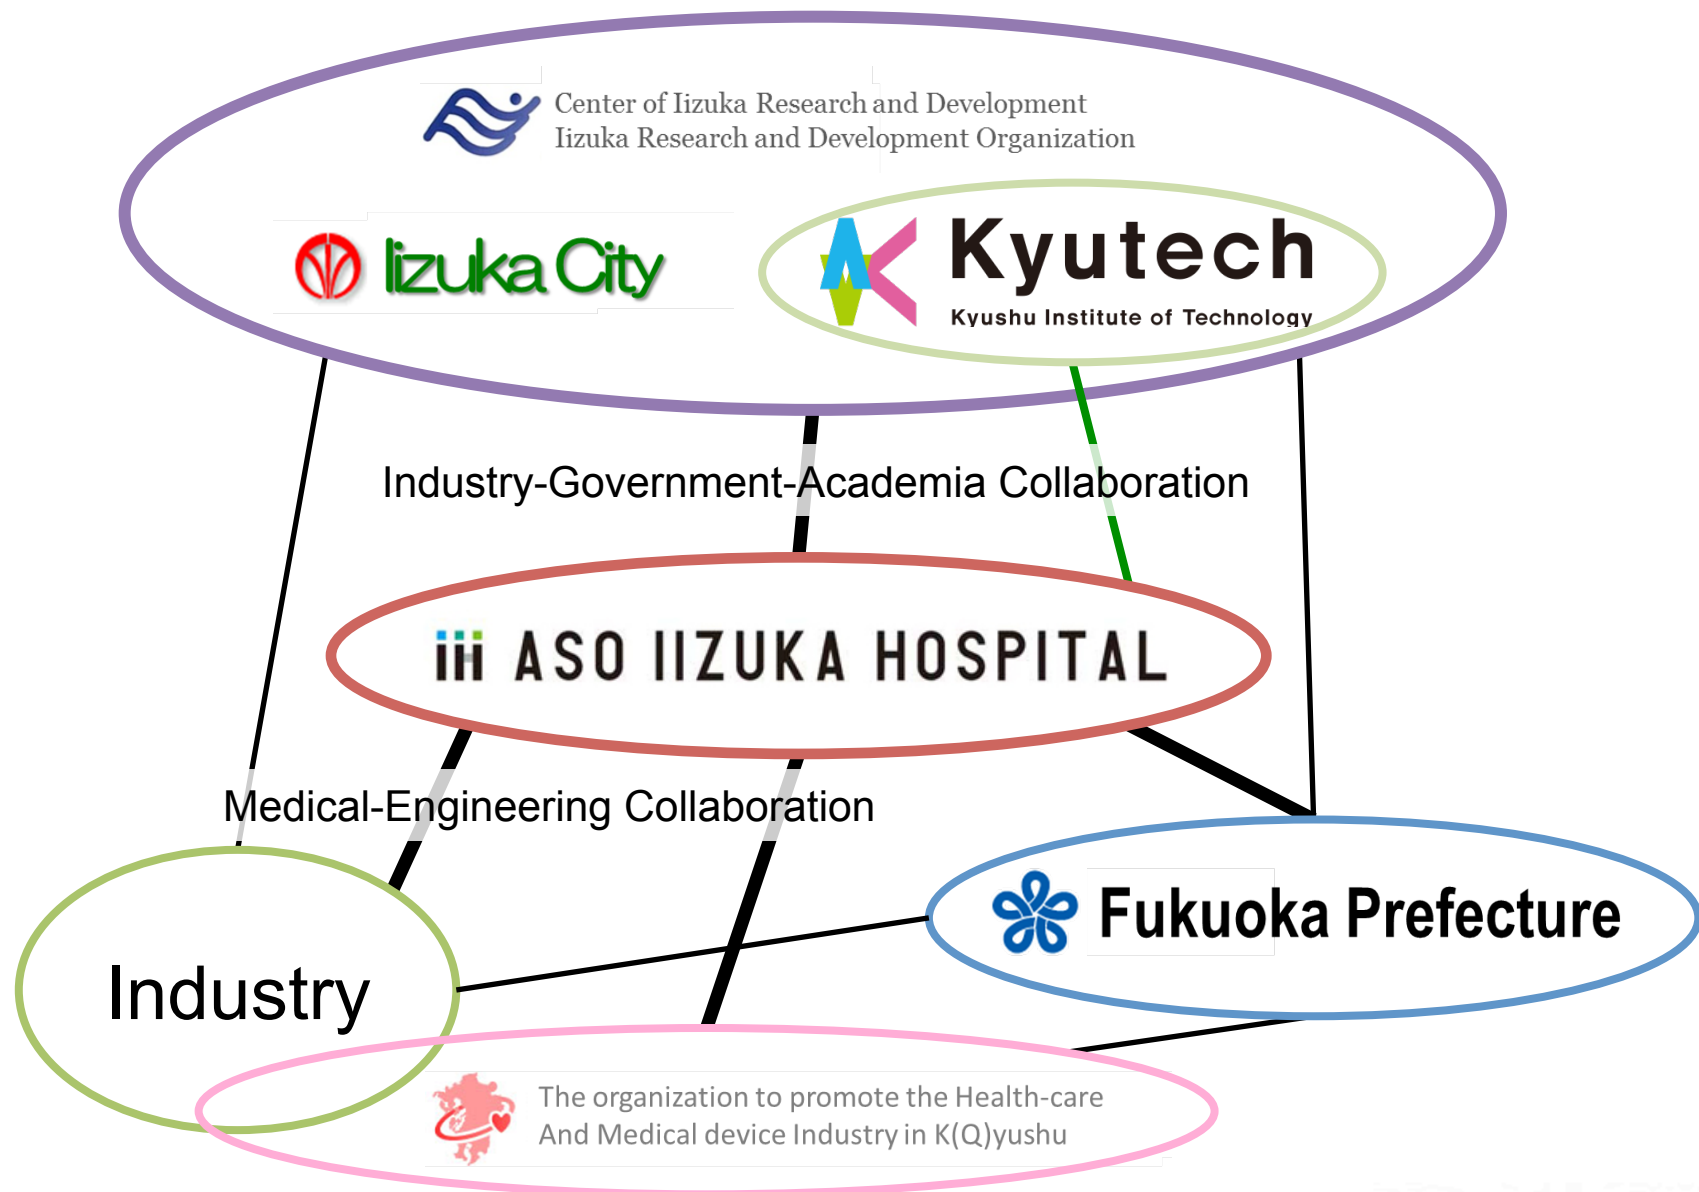 Center of Iizuka Research and Development
Iizuka Research and Development Organization
Iizuka City
Kyutech
Kyushu Institute of Technology
Industry-Government-Academia Collaboration
ASO IIZUKA HOSPITAL
Medical-Engineering Collaboration
Fukuoka Prefecture
Industry
The organization to promote the Health-care
And Medical device Industry in K(Q)yushu